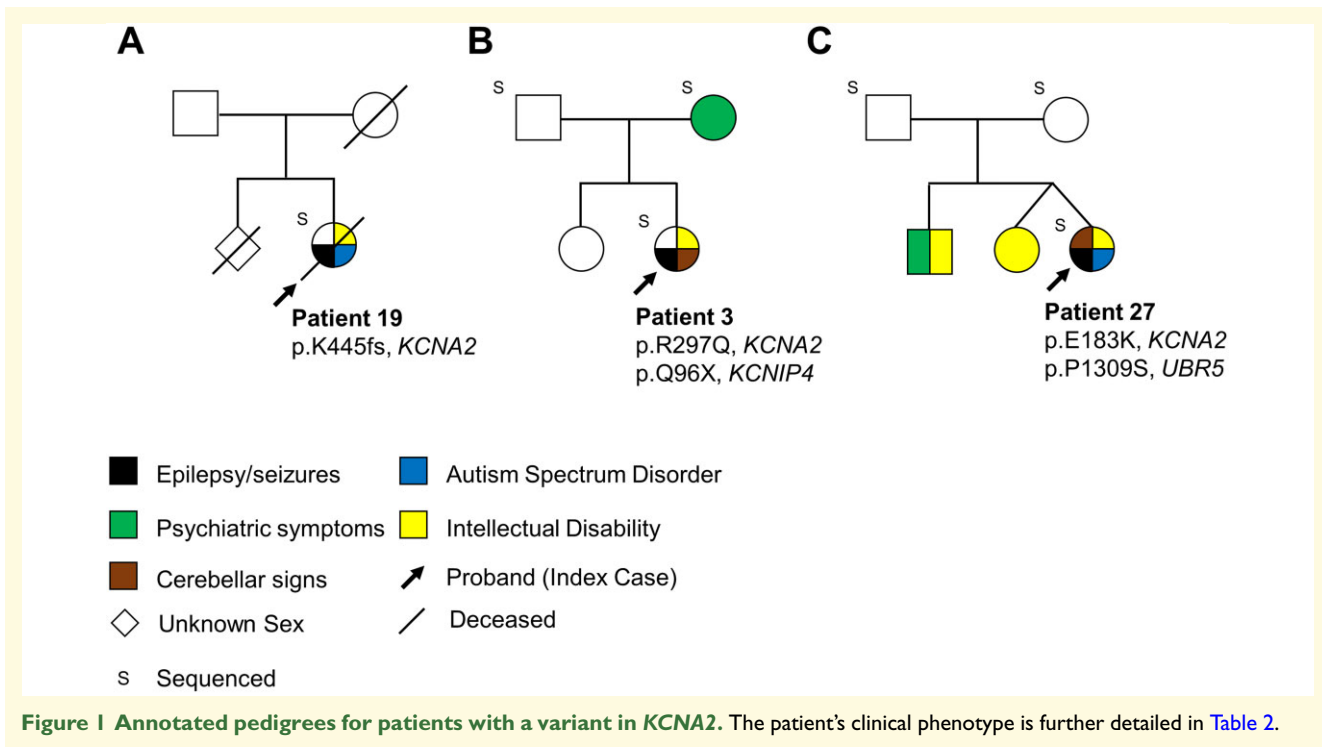 A B C
S S S S
S S S
Patient 19
p.K445fs, KCNA2
Patient 3
p.R297Q, KCNA2
p.Q96X, KCNIP4
Patient 27
p.E183K, KCNA2
p.P1309S, UBR5
Epilepsy/seizures
Autism Spectrum Disorder
Psychiatric symptoms
Intellectual Disability
Cerebellar signs
Proband (Index Case)
Unknown Sex
Deceased
S Sequenced
Figure 1 Annotated pedigrees for patients with a variant in KCNA2. The patient's clinical phenotype is further detailed in Table 2.